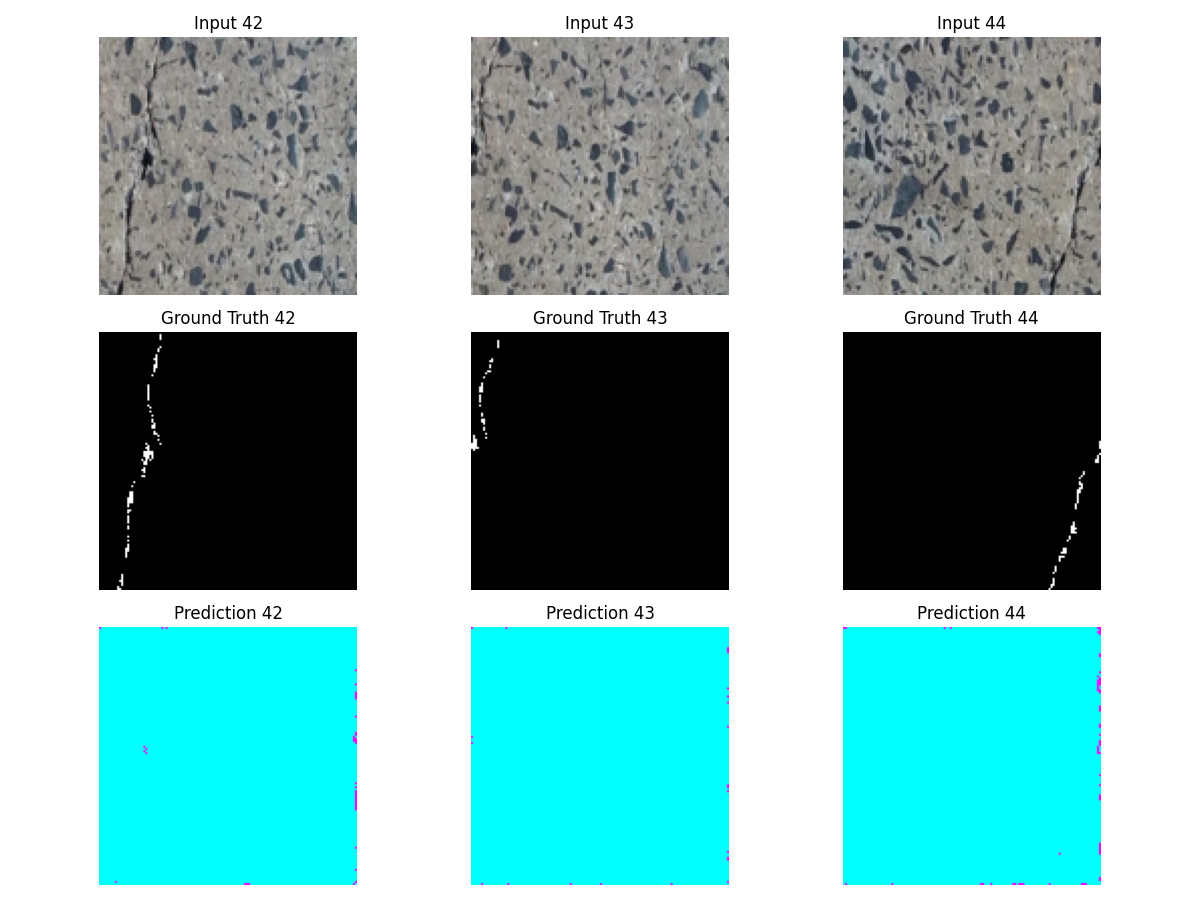 Input 42
Input 43
Input 44
Ground Truth 42
Ground Truth 43
Ground Truth 44
Prediction 42
Prediction 43
Prediction 44